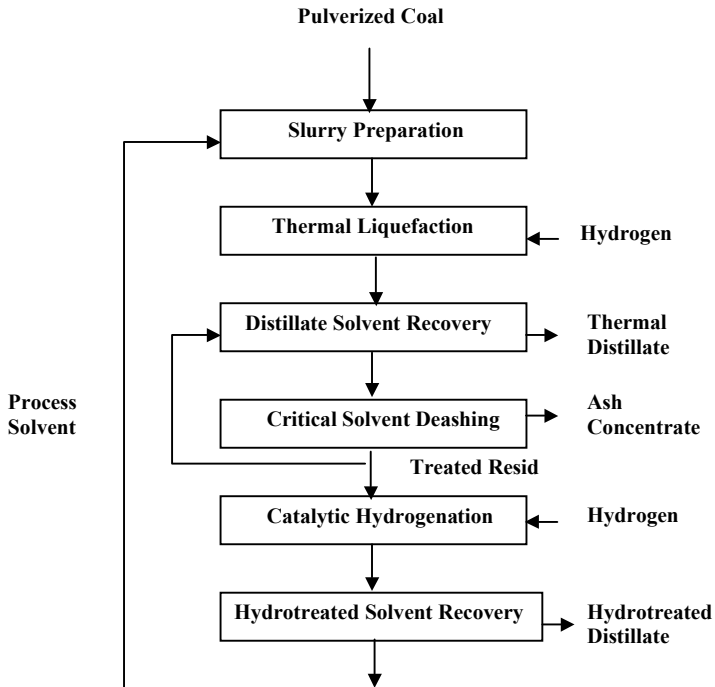 Pulverized Coal
Slurry Preparation
Thermal Liquefaction
Hydrogen
Distillate Solvent Recovery
Thermal
Distillate
Process
Solvent
Critical Solvent Deashing
Ash
Concentrate
Treated Resid
Catalytic Hydrogenation
Hydrogen
Hydrotreated Solvent Recovery
Hydrotreated
Distillate